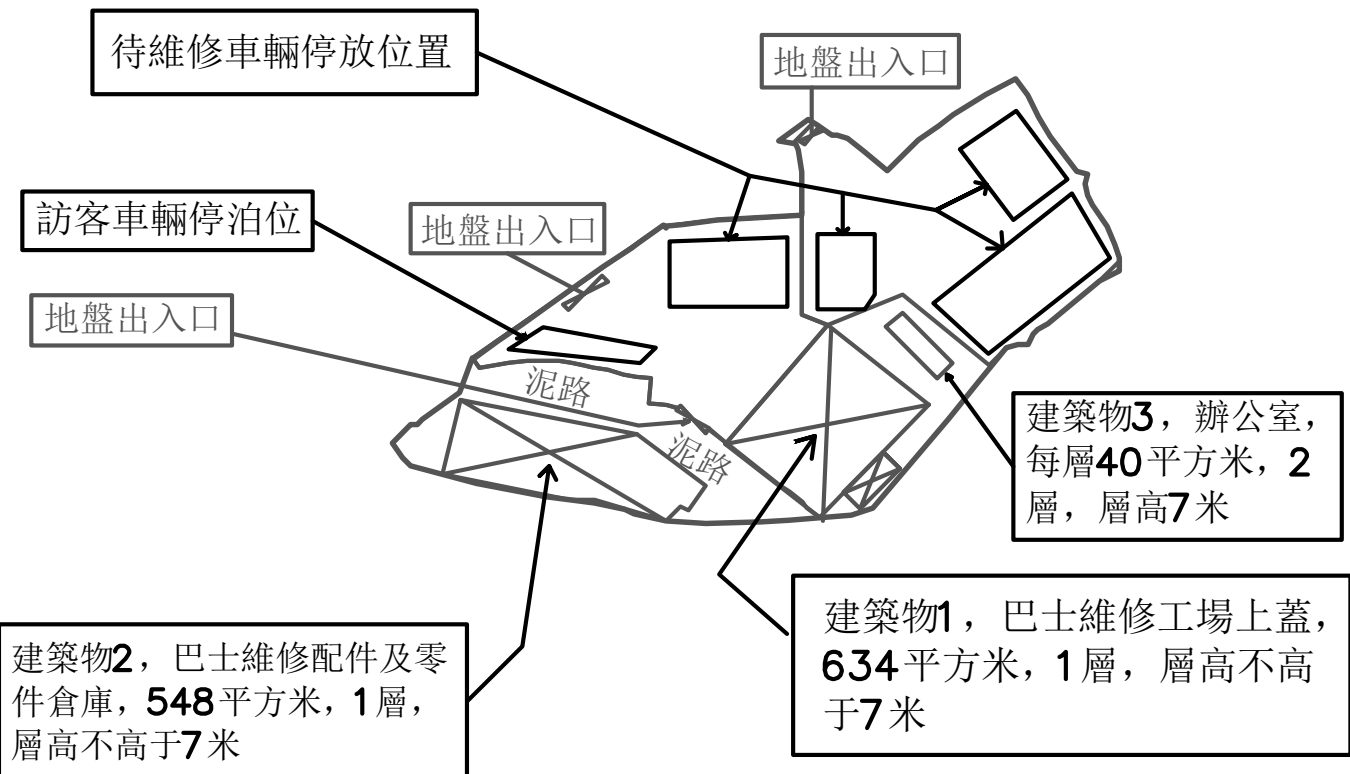 待維修車輛停放位置
地盤出入口
訪客車輛停泊位
地盤出入口
地盤出入口
泥路
泥路
建築物3，辦公室，
每層40平方米，2
層，層高7米
建築物1，巴士維修工場上蓋，
634平方米，1層，層高不高
于7米
建築物2，巴士維修配件及零
件倉庫，548平方米，1層，
層高不高于7米